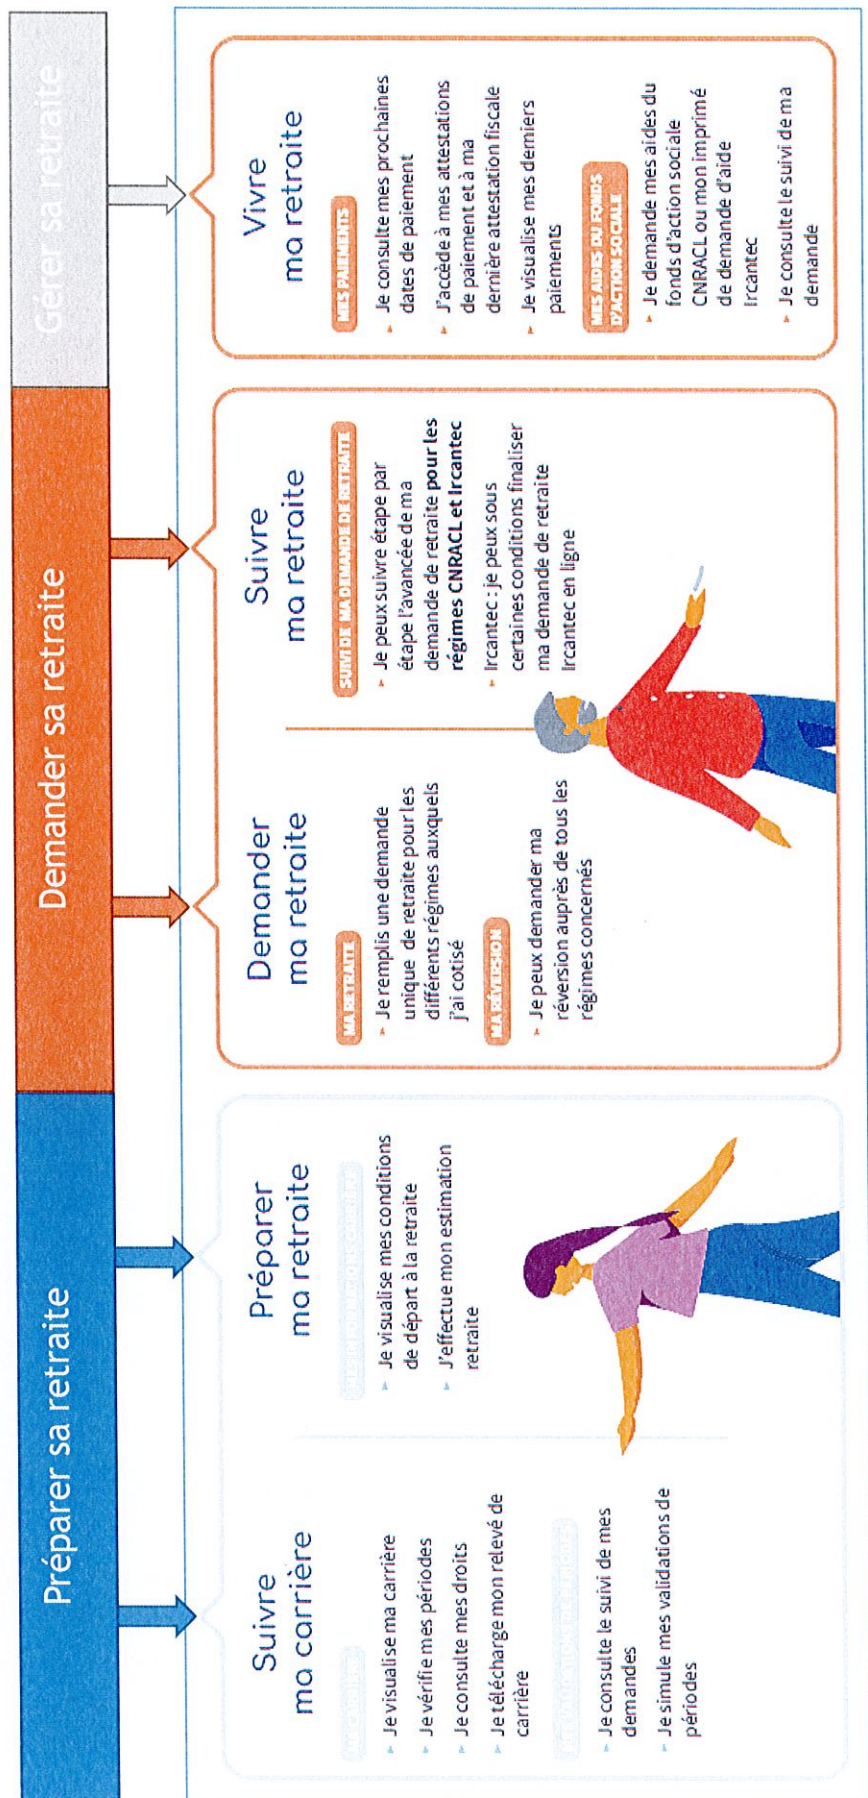 Préparer sa retraite
Demander sa retraite
Gérer sa retraite
Suivre
ma carrière
- Je visualise ma carrière
- Je vérifie mes périodes
- Je consulte mes droits
- Je télécharge mon relevé de
carrière
- Je consulte le suivi de mes
demandes
- Je simule mes validations de
périodes
Préparer
ma retraite
- Je visualise mes conditions
de départ à la retraite
- J'effectue mon estimation
retraite
Demander
ma retraite
MA RETRAITE
- Je remplis une demande
unique de retraite pour les
différents régimes auxquels
j'ai cotisé
MA RÉVERSION
- Je peux demander ma
réversion auprès de tous les
régimes concernés
Suivre
ma retraite
SUIVI DE MA DEMANDE DE RETRAITE
- Je peux suivre étape par
étape l'avancée de ma
demande de retraite pour les
régimes CNRACL et Ircantec
- Ircantec : je peux sous
certaines conditions finaliser
ma demande de retraite
Ircantec en ligne
Vivre
ma retraite
MES PAIEMENTS
- Je consulte mes prochaines
dates de paiement
- J'accède à mes attestations
de paiement et à ma
dernière attestation fiscale
- Je visualise mes derniers
paiements
MES AIDES DU FONDS
D'ACTION SOCIALE
- Je demande mes aides du
fonds d'action sociale
CNRACL ou mon imprimé
de demande d'aide
Ircantec
- Je consulte le suivi de ma
demande